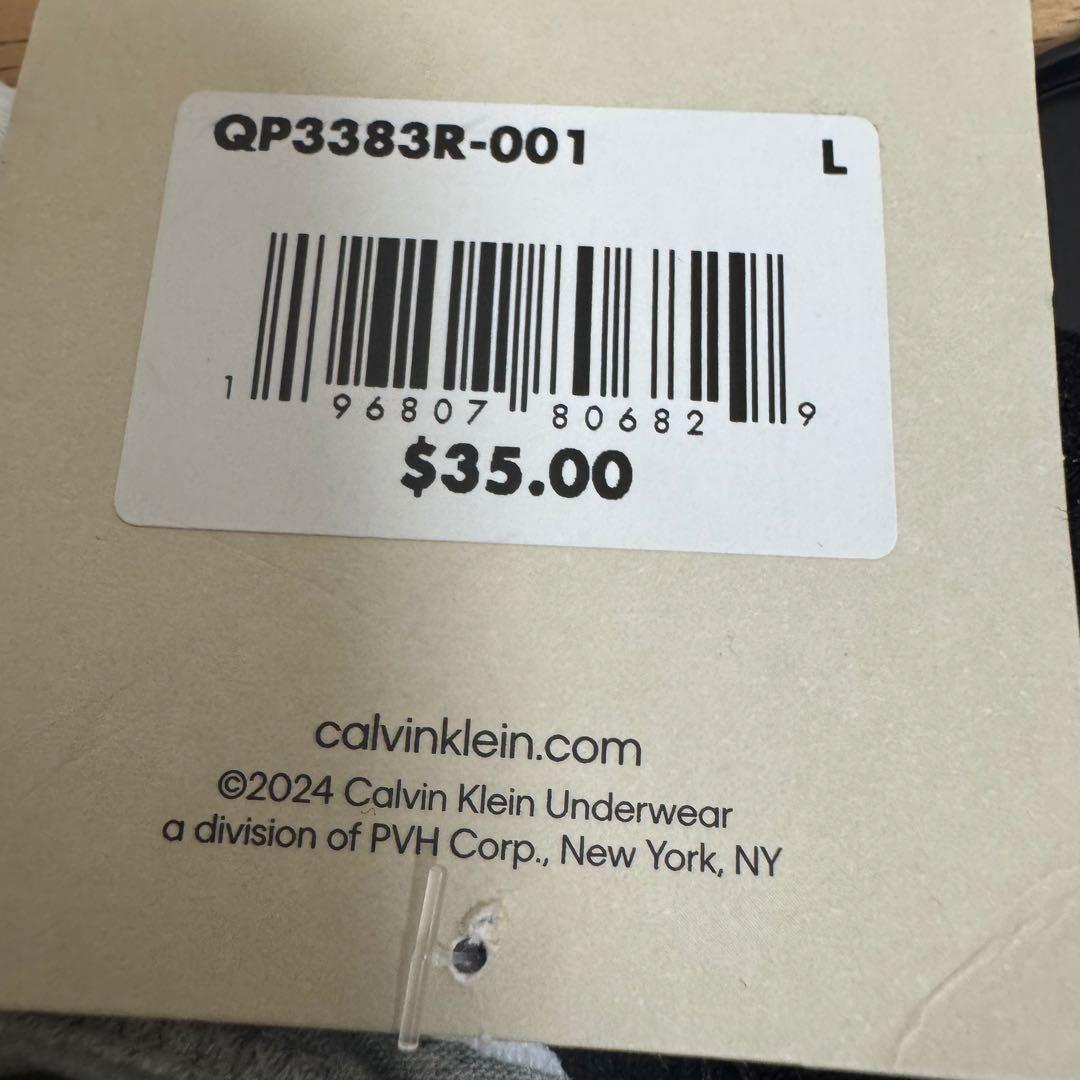 QP3383R-001 L
1 96807 80682 9
$35.00
calvinklein.com
©2024 Calvin Klein Underwear
a division of PVH Corp., New York, NY